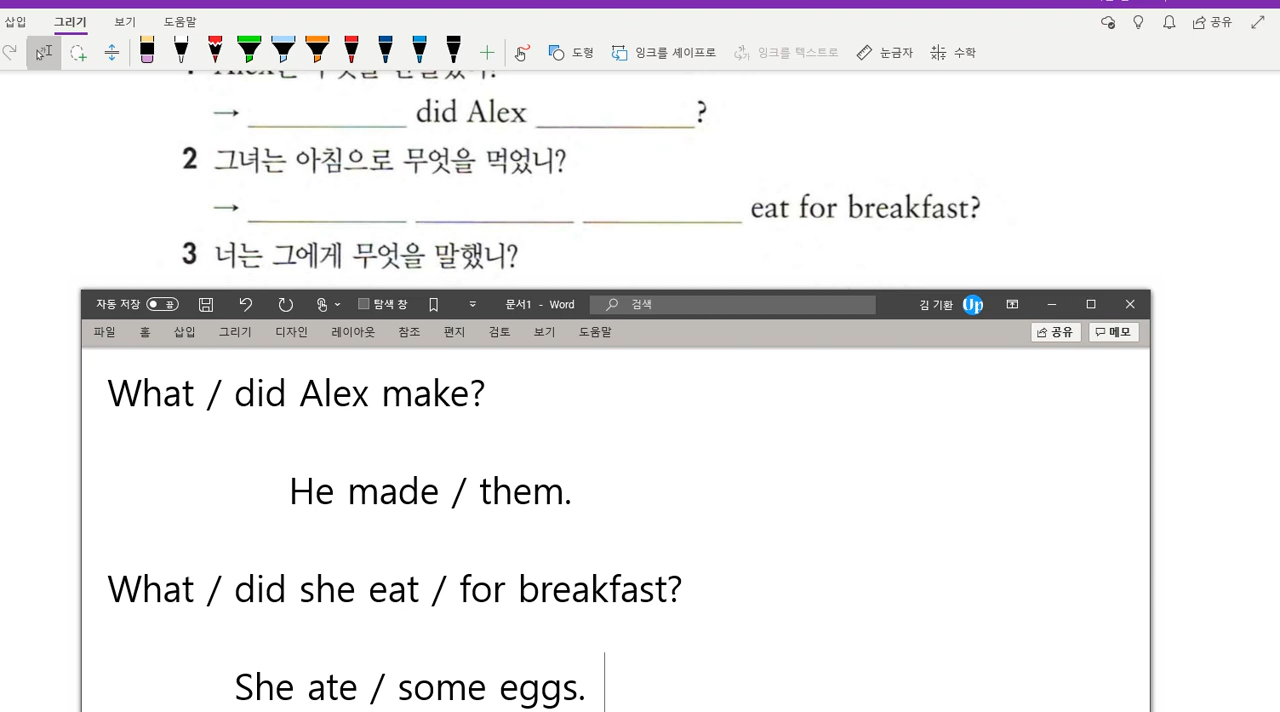 삽입 그리기 보기 도움말 공유
도형 잉크를 셰이프로 잉크를 텍스트로 눈금자 수학
→ did Alex ?
2 그녀는 아침으로 무엇을 먹었니?
→ eat for breakfast?
3 너는 그에게 무엇을 말했니?
자동 저장 끔 탐색 창 문서1 - Word 검색 김 기환 Up
파일 홈 삽입 그리기 디자인 레이아웃 참조 편지 검토 보기 도움말 공유 메모
What / did Alex make?
He made / them.
What / did she eat / for breakfast?
She ate / some eggs.